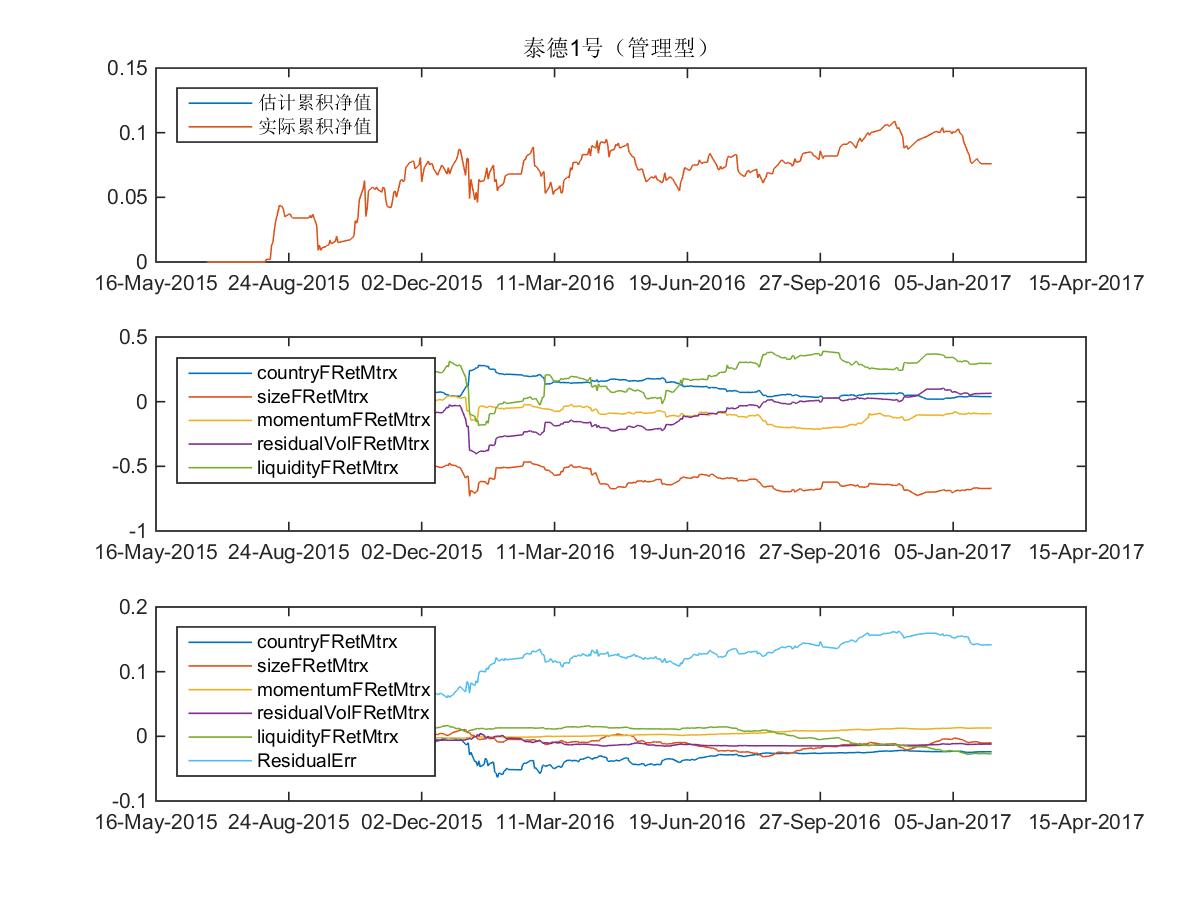 泰德1号（管理型）
0.15
0.1
0.05
0
估计累积净值
实际累积净值
16-May-2015 24-Aug-2015 02-Dec-2015 11-Mar-2016 19-Jun-2016 27-Sep-2016 05-Jan-2017 15-Apr-2017
0.5
0
-0.5
-1
countryFRetMtrx
sizeFRetMtrx
momentumFRetMtrx
residualVolFRetMtrx
liquidityFRetMtrx
16-May-2015 24-Aug-2015 02-Dec-2015 11-Mar-2016 19-Jun-2016 27-Sep-2016 05-Jan-2017 15-Apr-2017
0.2
0.1
0
-0.1
countryFRetMtrx
sizeFRetMtrx
momentumFRetMtrx
residualVolFRetMtrx
liquidityFRetMtrx
ResidualErr
16-May-2015 24-Aug-2015 02-Dec-2015 11-Mar-2016 19-Jun-2016 27-Sep-2016 05-Jan-2017 15-Apr-2017